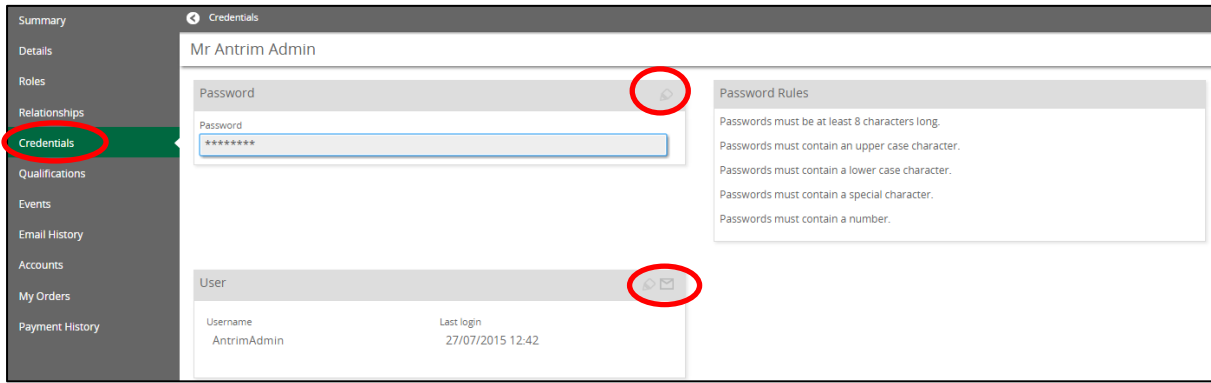 Summary
Details
Roles
Relationships
Credentials
Qualifications
Events
Email History
Accounts
My Orders
Payment History
Credentials
Mr Antrim Admin
Password
Password
********
Password Rules
Passwords must be at least 8 characters long.
Passwords must contain an upper case character.
Passwords must contain a lower case character.
Passwords must contain a special character.
Passwords must contain a number.
User
Username
AntrimAdmin
Last login
27/07/2015 12:42